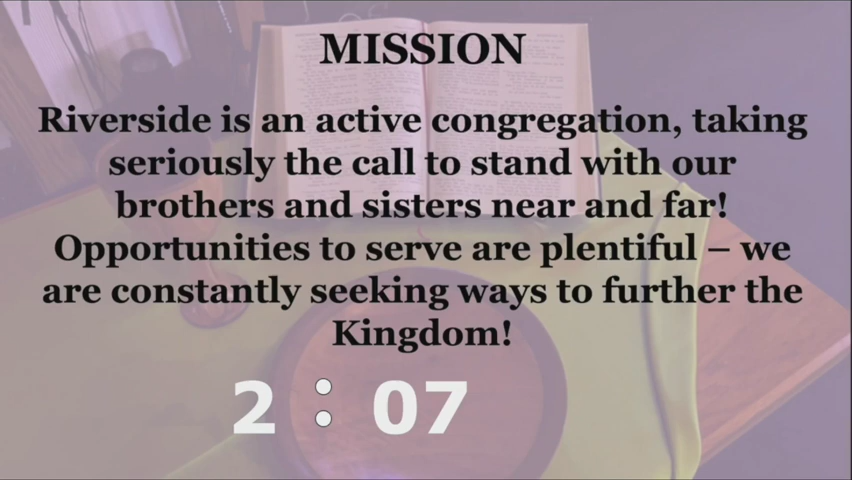 MISSION
Riverside is an active congregation, taking
seriously the call to stand with our
brothers and sisters near and far!
Opportunities to serve are plentiful – we
are constantly seeking ways to further the
Kingdom!
2 : 07